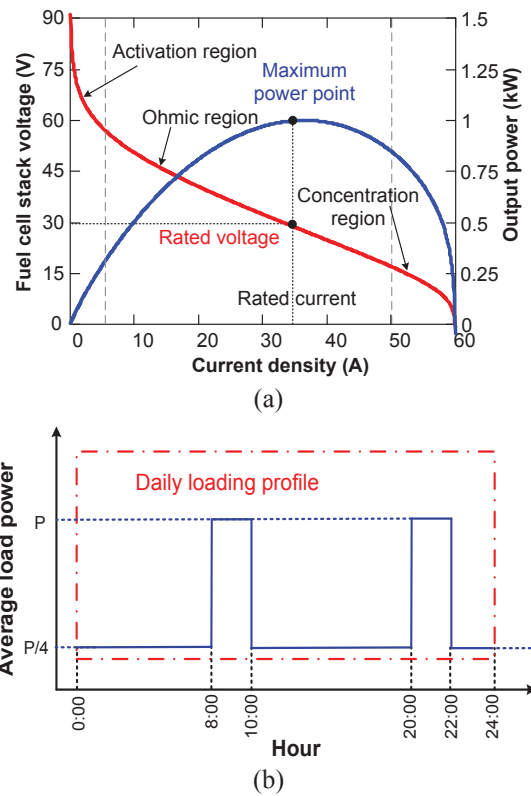 90
75
60
45
30
15
0
Fuel cell stack voltage (V)
1.5
1.25
1
0.75
0.5
0.25
0
Output power (kW)
Activation region
Ohmic region
Maximum
power point
Concentration
region
Rated voltage
Rated current
0 10 20 30 40 50 60
Current density (A)
(a)
Average load power
P
P/4
Daily loading profile
0:00 8:00 10:00 20:00 22:00 24:00
Hour
(b)